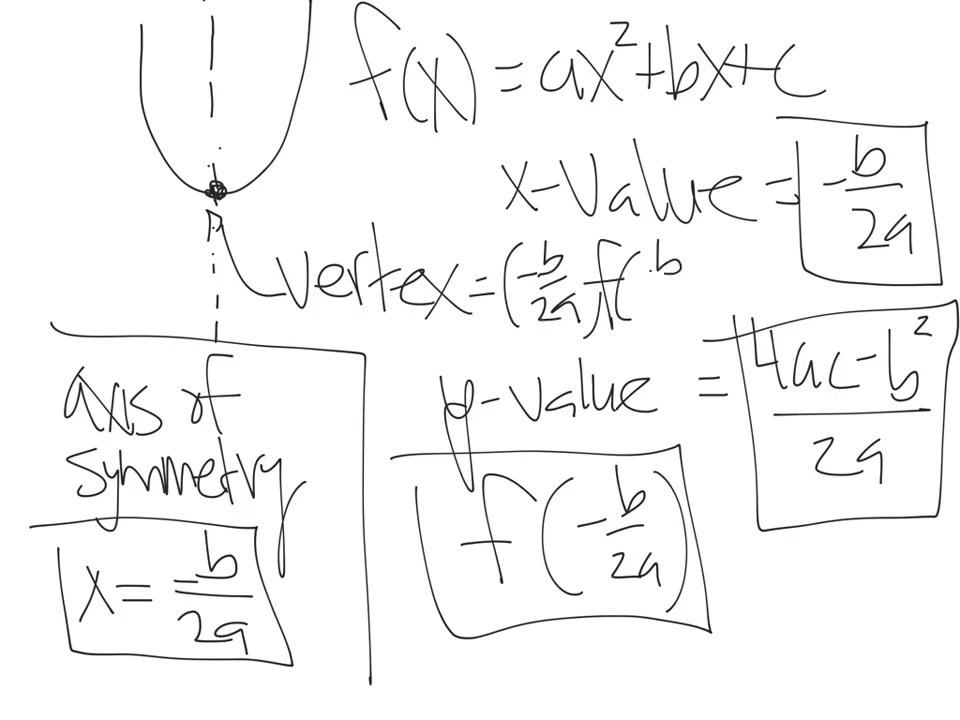 f(x) = ax²+bx+c
x-value = -b/2a
vertex = (-b/2a, f(-b
y-value = 4ac-b²/2a
f(-b/2a)
axis of
symmetry
x = -b/2a